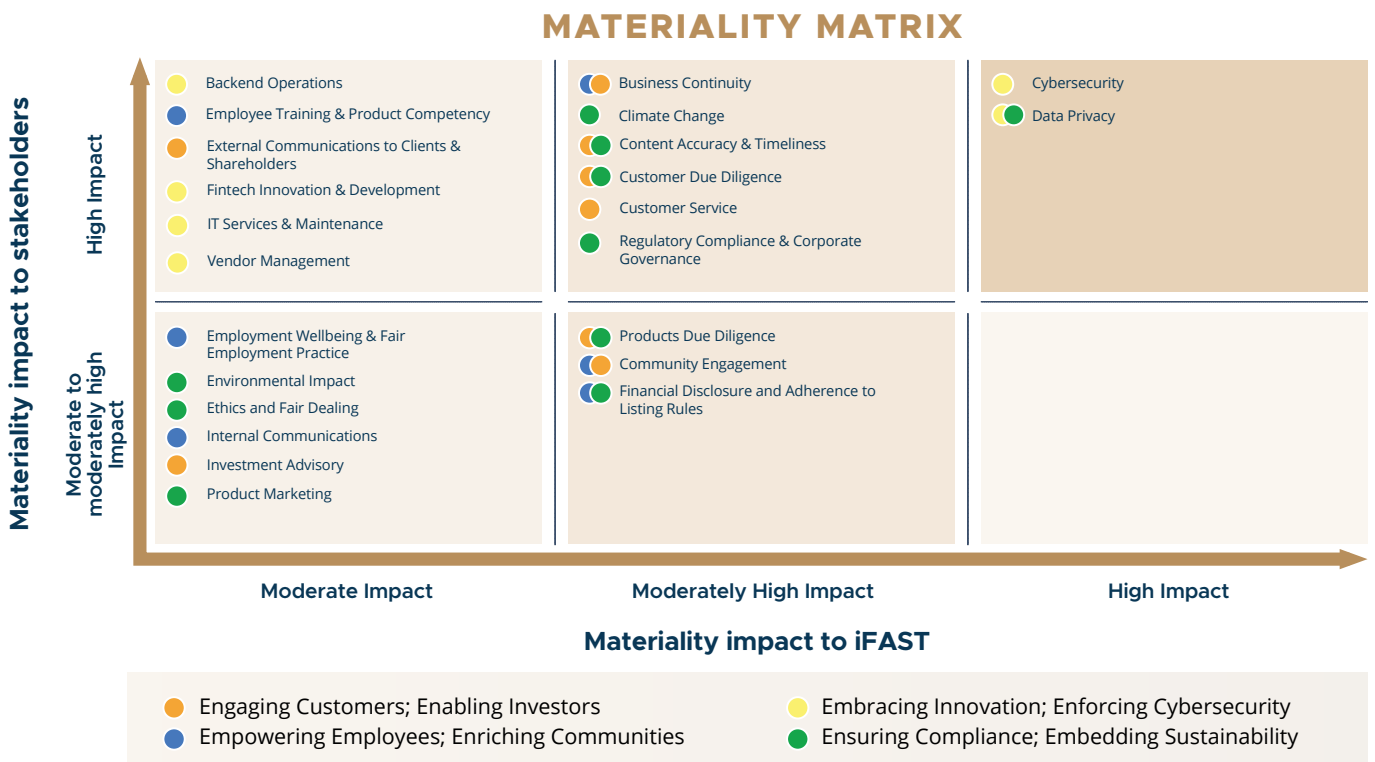 MATERIALITY MATRIX
Materiality impact to stakeholders
High Impact
Backend Operations
Employee Training & Product Competency
External Communications to Clients &
Shareholders
Fintech Innovation & Development
IT Services & Maintenance
Vendor Management
Business Continuity
Climate Change
Content Accuracy & Timeliness
Customer Due Diligence
Customer Service
Regulatory Compliance & Corporate
Governance
Cybersecurity
Data Privacy
Moderate to
moderately high
Impact
Employment Wellbeing & Fair
Employment Practice
Environmental Impact
Ethics and Fair Dealing
Internal Communications
Investment Advisory
Product Marketing
Products Due Diligence
Community Engagement
Financial Disclosure and Adherence to
Listing Rules
Moderate Impact
Moderately High Impact
High Impact
Materiality impact to iFAST
Engaging Customers; Enabling Investors
Empowering Employees; Enriching Communities
Embracing Innovation; Enforcing Cybersecurity
Ensuring Compliance; Embedding Sustainability